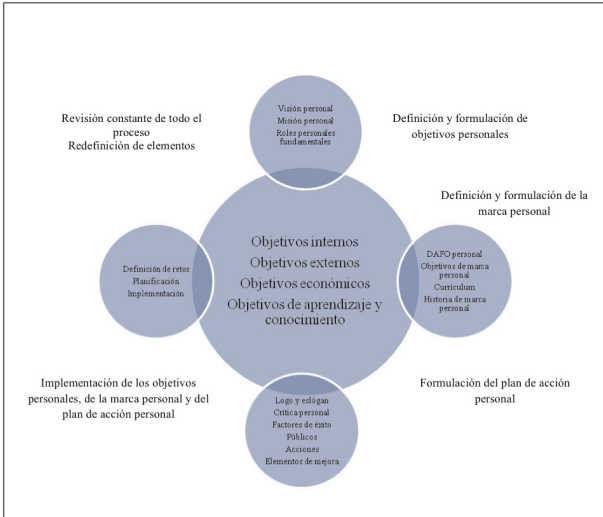 Visión personal
Misión personal
Roles personales
fundamentales
Revisión constante de todo el
proceso
Redefinición de elementos
Definición y formulación de
objetivos personales
Definición y formulación de la
marca personal
Objetivos internos
Objetivos externos
Objetivos económicos
Objetivos de aprendizaje y
conocimiento
Definición de retos
Planificación
Implementación
DAFO personal
Objetivos de marca
personal
Currículum
Historia de marca
personal
Implementación de los objetivos
personales, de la marca personal y del
plan de acción personal
Formulación del plan de acción
personal
Logo y eslógan
Crítica personal
Factores de éxito
Públicos
Acciones
Elementos de mejora